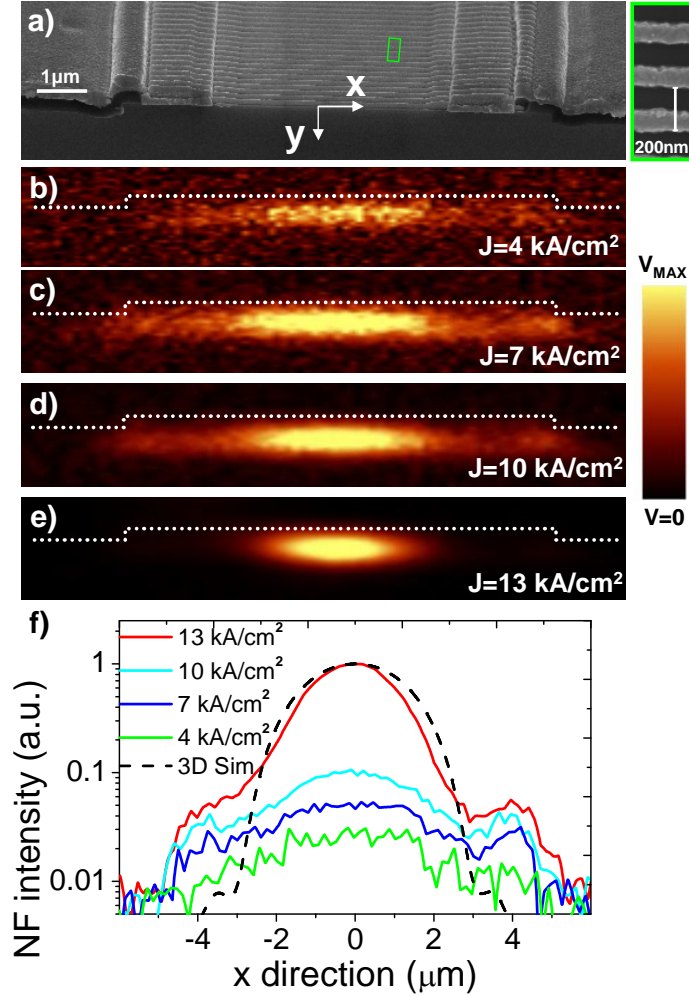 a)
1µm
x
y
200nm
b)
J=4 kA/cm²
c)
J=7 kA/cm²
d)
J=10 kA/cm²
e)
J=13 kA/cm²
V_MAX
V=0
f)
13 kA/cm²
10 kA/cm²
7 kA/cm²
4 kA/cm²
3D Sim
1
0.1
0.01
NF intensity (a.u.)
-4 -2 0 2 4
x direction (µm)